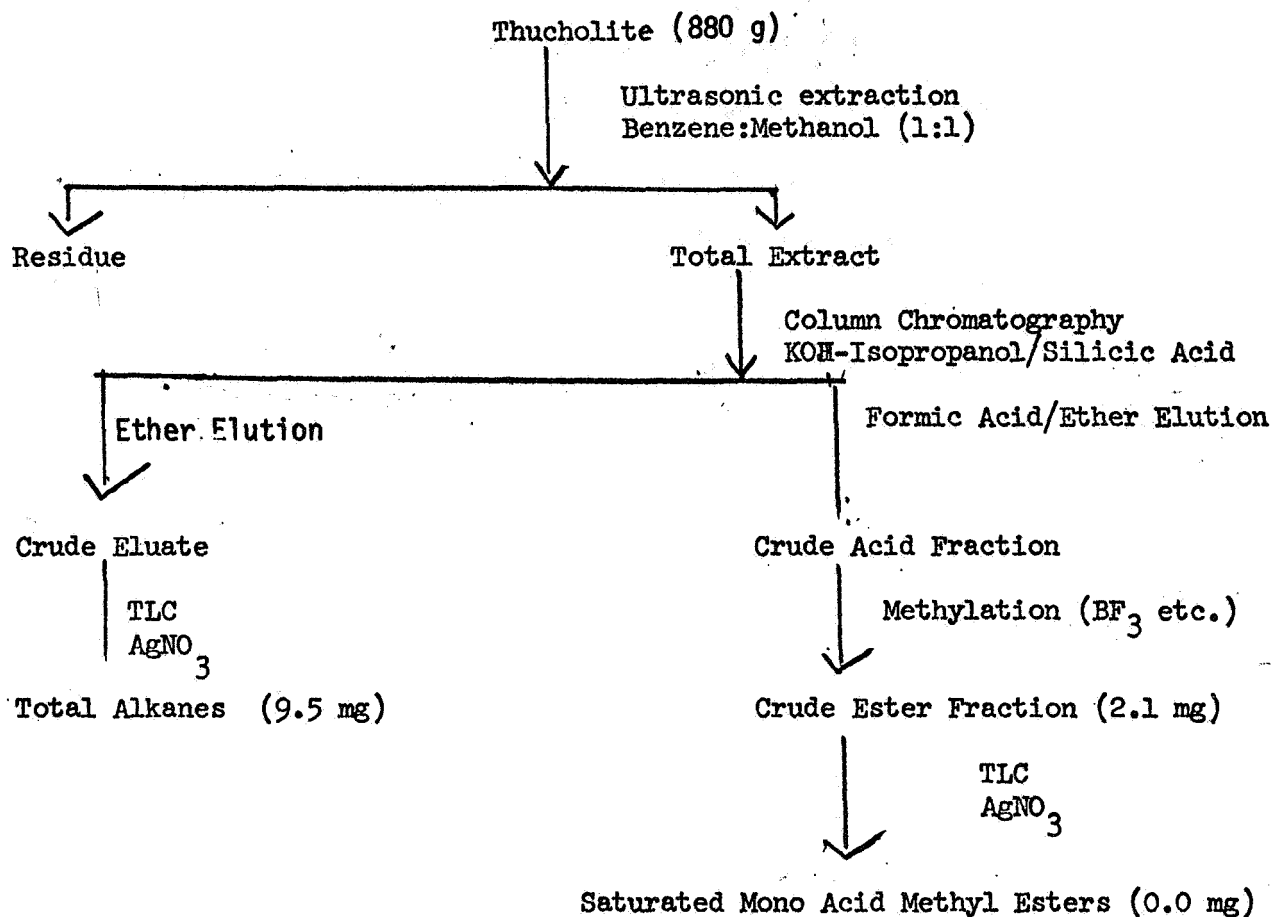 Thucholite (880 g)
Ultrasonic extraction
Benzene:Methanol (1:1)
Residue
Total Extract
Column Chromatography
KOH-Isopropanol/Silicic Acid
Ether Elution
Formic Acid/Ether Elution
Crude Eluate
Crude Acid Fraction
TLC
AgNO3
Methylation (BF3 etc.)
Total Alkanes (9.5 mg)
Crude Ester Fraction (2.1 mg)
TLC
AgNO3
Saturated Mono Acid Methyl Esters (0.0 mg)